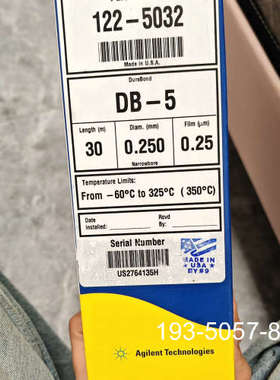 122-5032
Made in U.S.A.
DuraBond
DB-5
Length (m) Diam. (mm) Film (µm)
30 0.250 0.25
Narrowbore
Temperature Limits:
From -60°C to 325°C (350°C)
Date Installed: Rcvd By:
Serial Number
US2764135H
MADE IN
USA
193-5057-8
Agilent Technologies